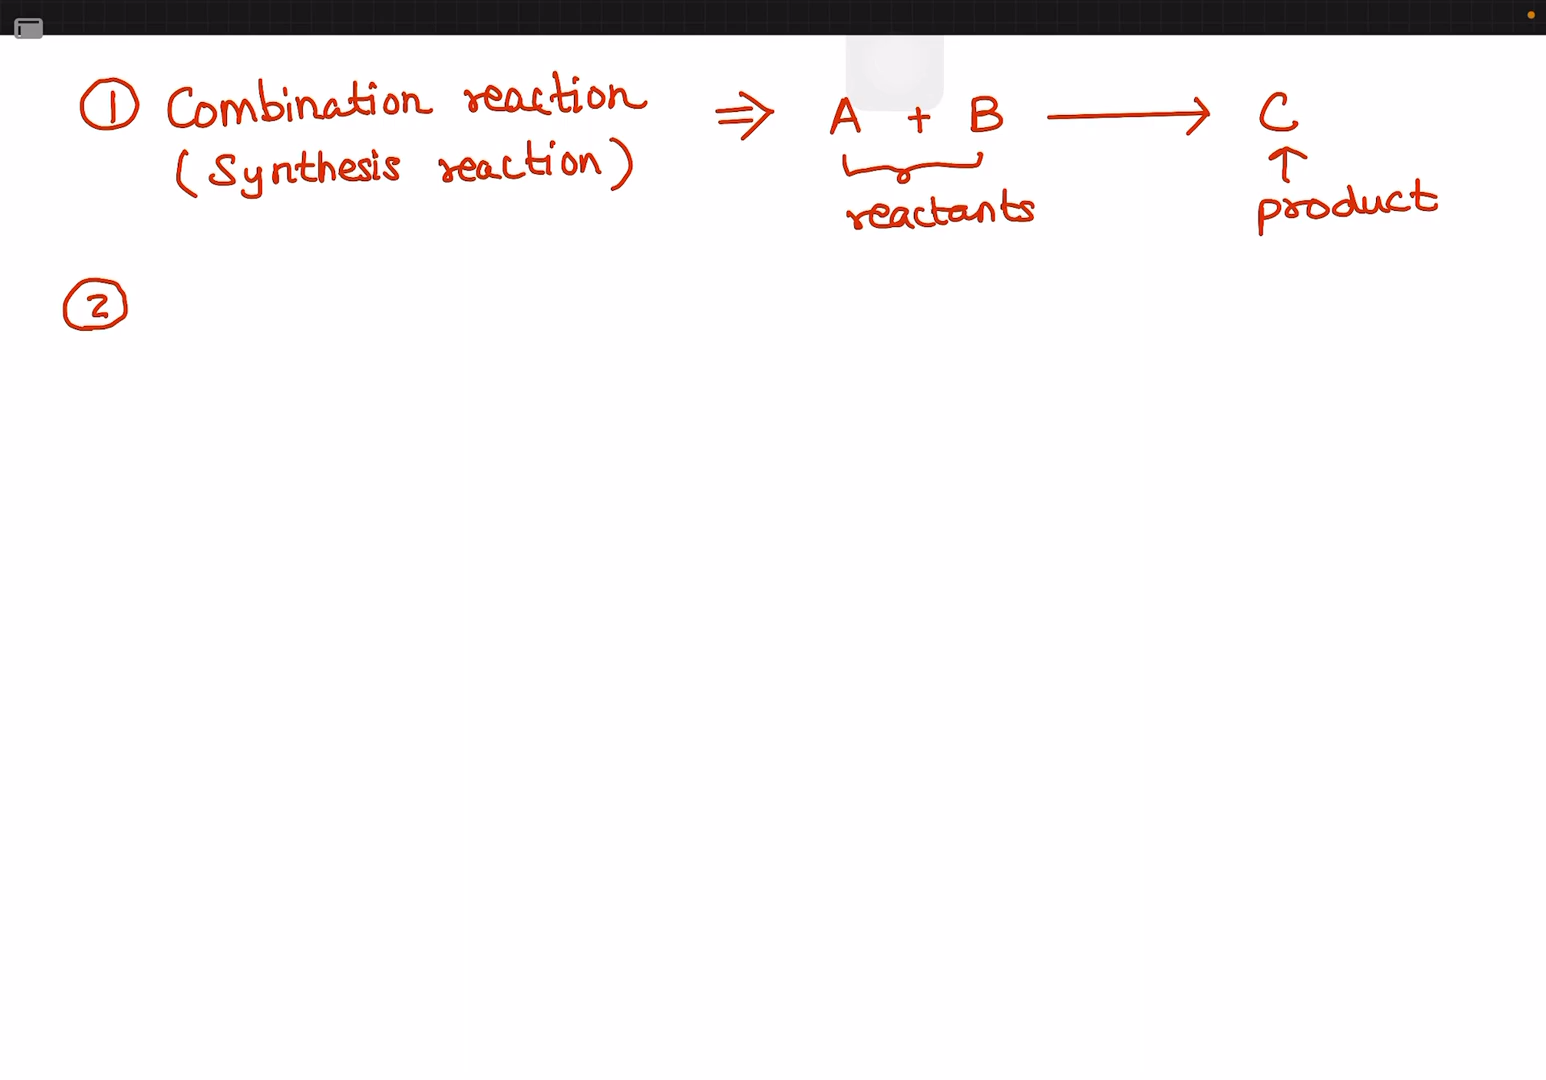 ① Combination reaction ⇒ A + B ⟶ C
(Synthesis reaction)
↑
reactants product
②